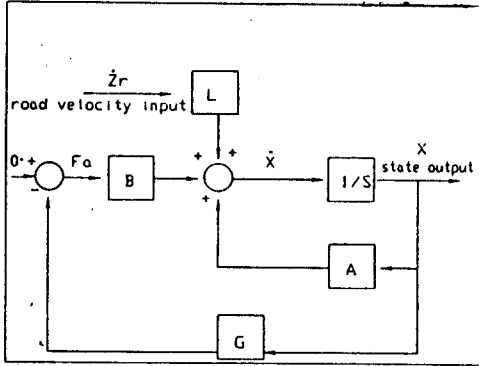 Żr
L
road velocity input
X
state output
0· +
Fa
+
+
Ẋ
B
1/S
-
+
A
G